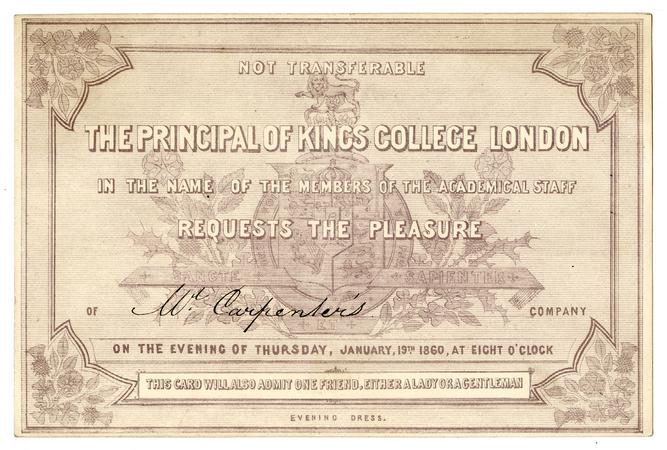 NOT TRANSFERABLE
THE PRINCIPAL OF KINGS COLLEGE LONDON
IN THE NAME OF THE MEMBERS OF THE ACADEMICAL STAFF
REQUESTS THE PLEASURE
SANCTE SAPIENTER
OF Mr. Carpenter's COMPANY
ET
ON THE EVENING OF THURSDAY, JANUARY, 19TH 1860, AT EIGHT O'CLOCK
THIS CARD WILL ALSO ADMIT ONE FRIEND, EITHER A LADY OR A GENTLEMAN
EVENING DRESS.